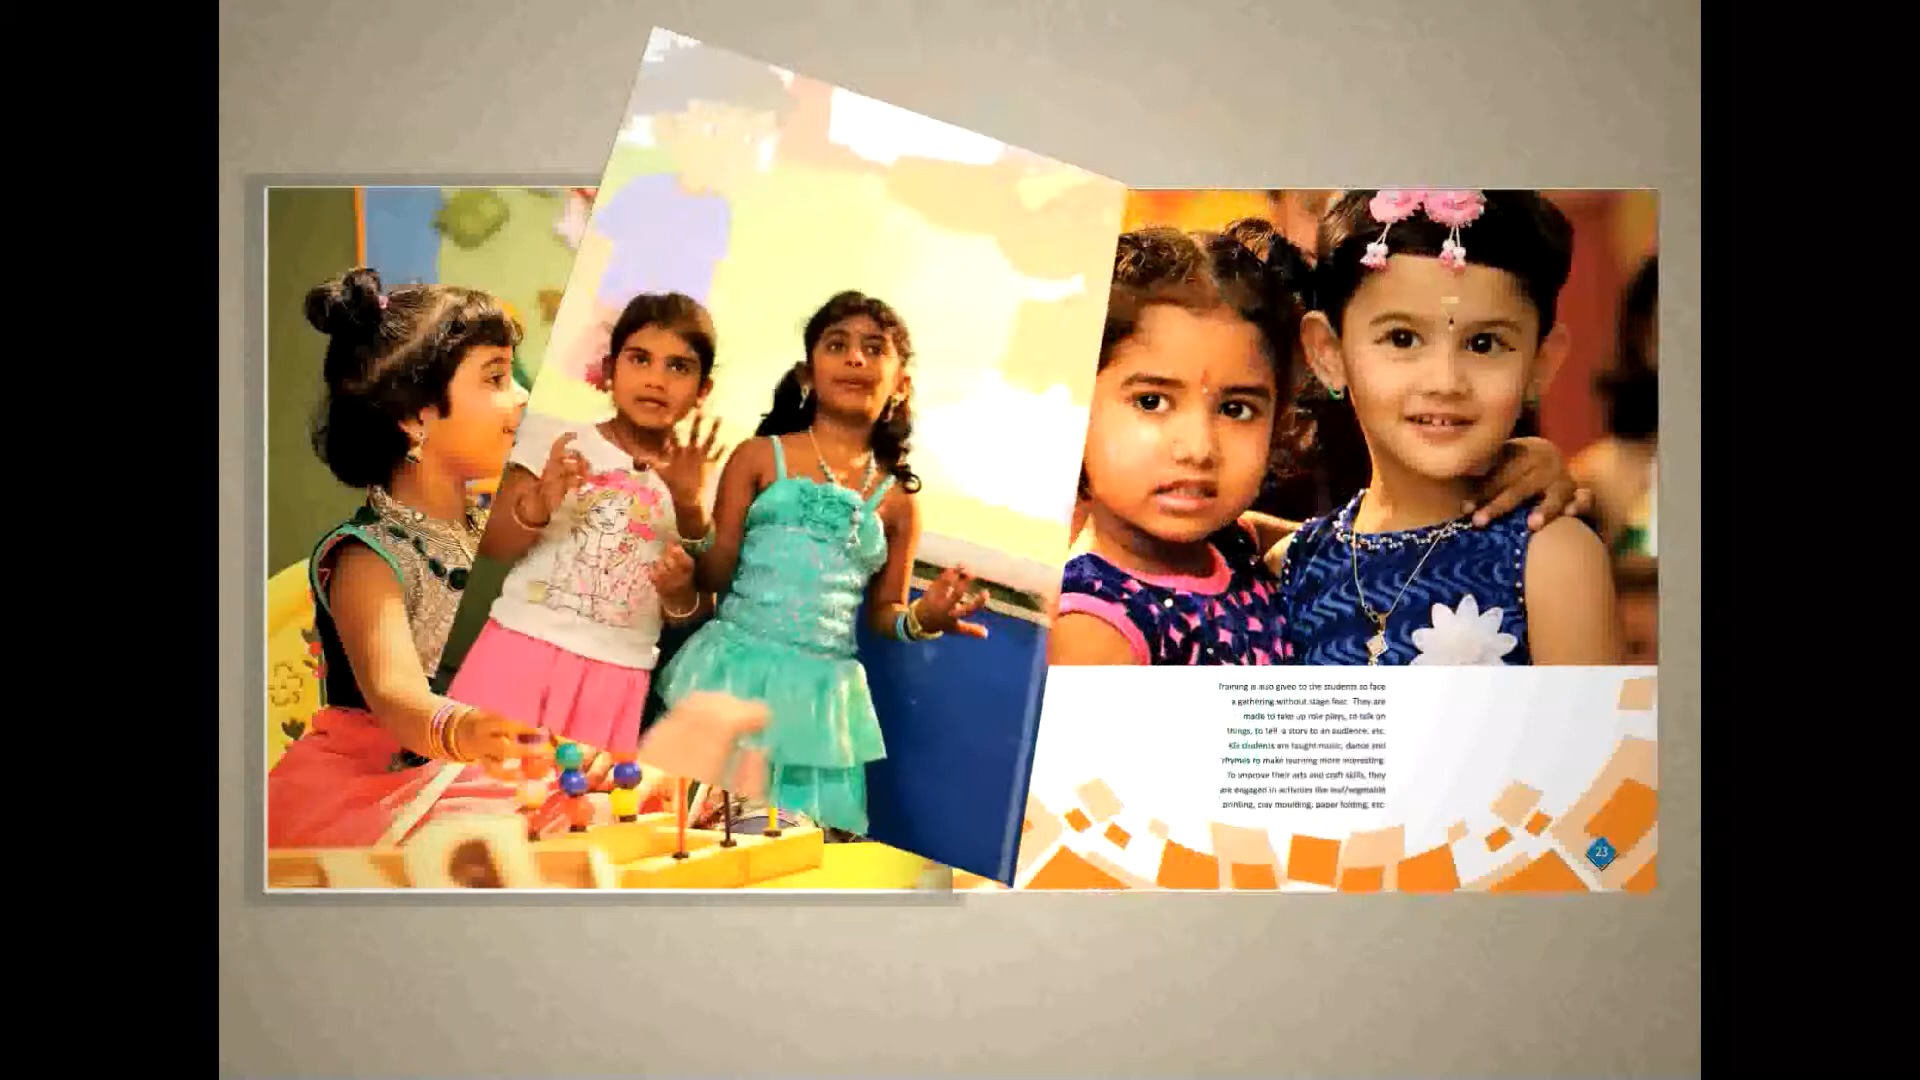 Training is also given to the students to face
a gathering without stage fear. They are
made to take up role plays, to talk on
things, to tell a story to an audience, etc.
KG students are taught music, dance and
rhymes to make learning more interesting.
To improve their arts and craft skills, they
are engaged in activities like leaf/vegetable
printing, clay moulding, paper folding, etc.
23